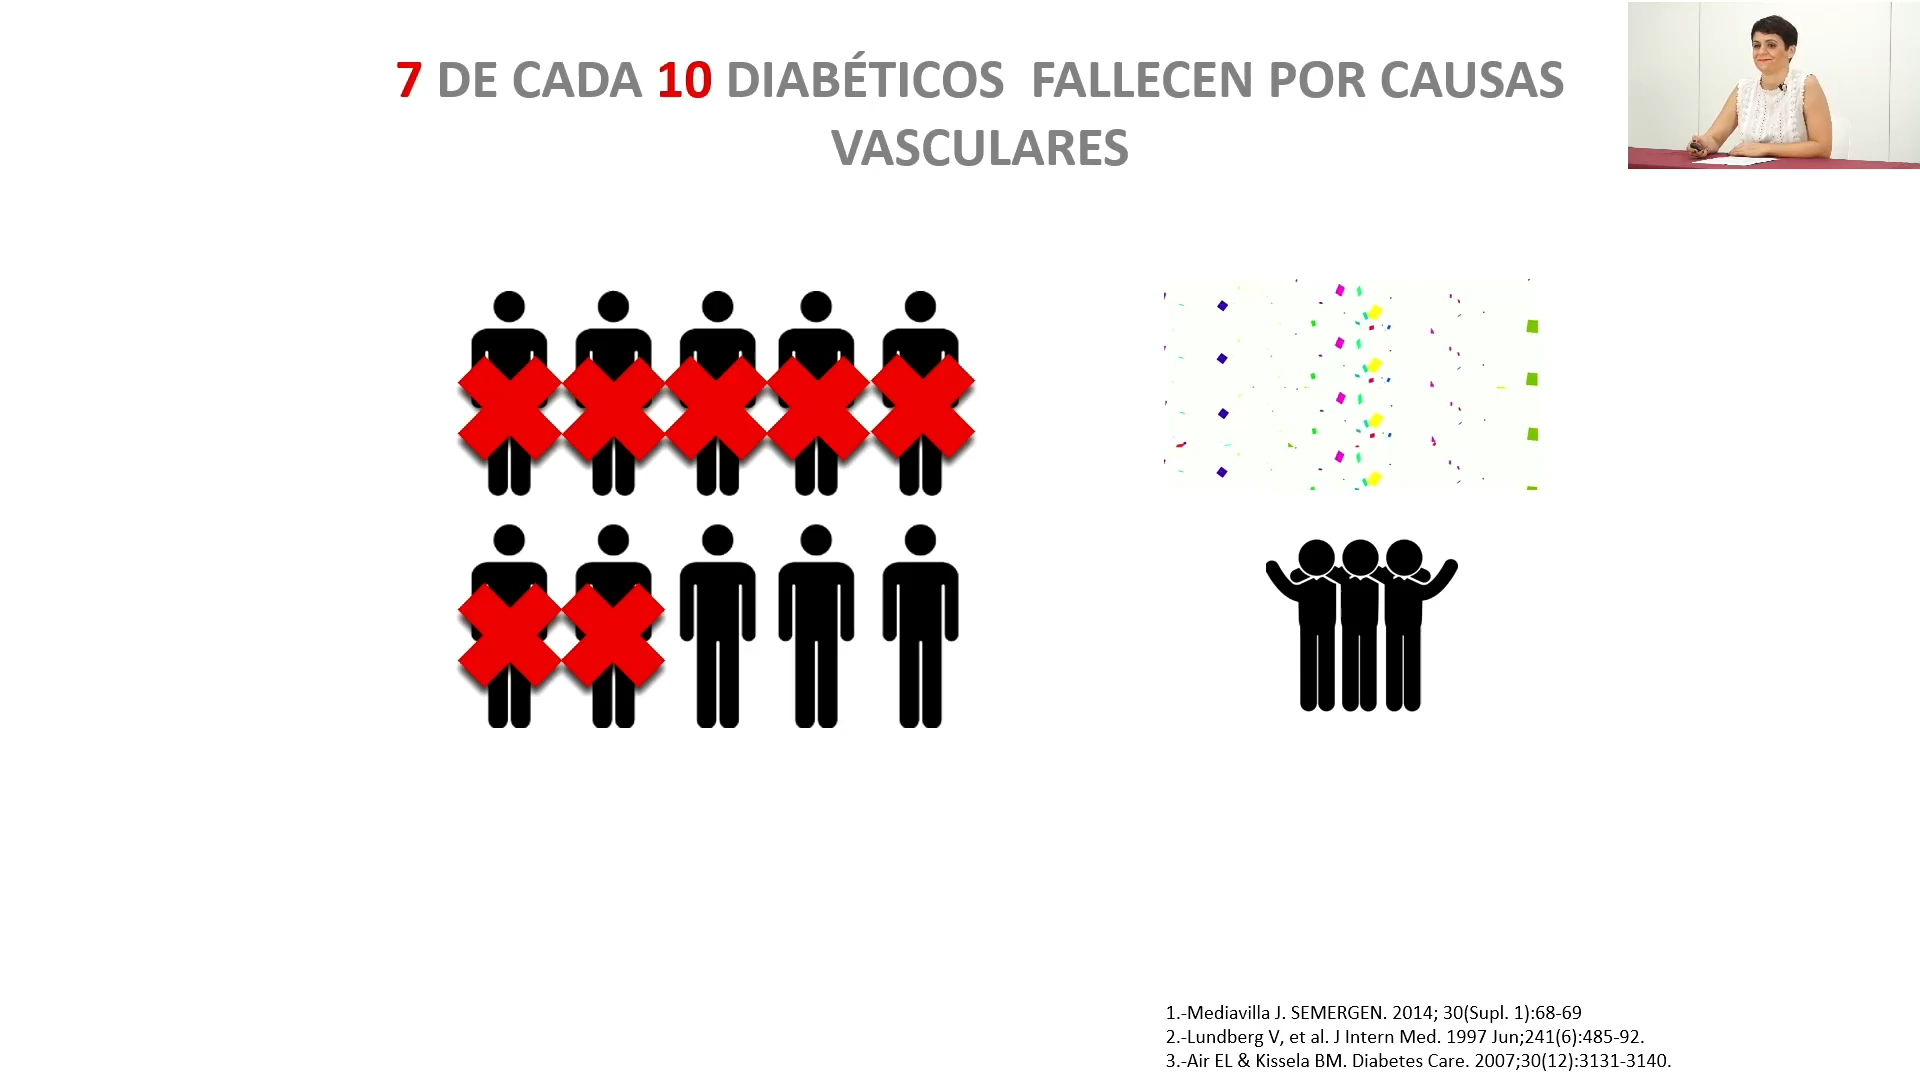 7 DE CADA 10 DIABÉTICOS FALLECEN POR CAUSAS
VASCULARES
1.-Mediavilla J. SEMERGEN. 2014; 30(Supl. 1):68-69
2.-Lundberg V, et al. J Intern Med. 1997 Jun;241(6):485-92.
3.-Air EL & Kissela BM. Diabetes Care. 2007;30(12):3131-3140.